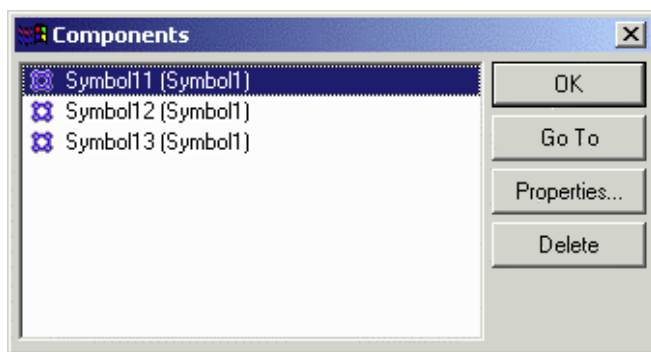 Components
Symbol11 (Symbol1)
Symbol12 (Symbol1)
Symbol13 (Symbol1)
OK
Go To
Properties...
Delete